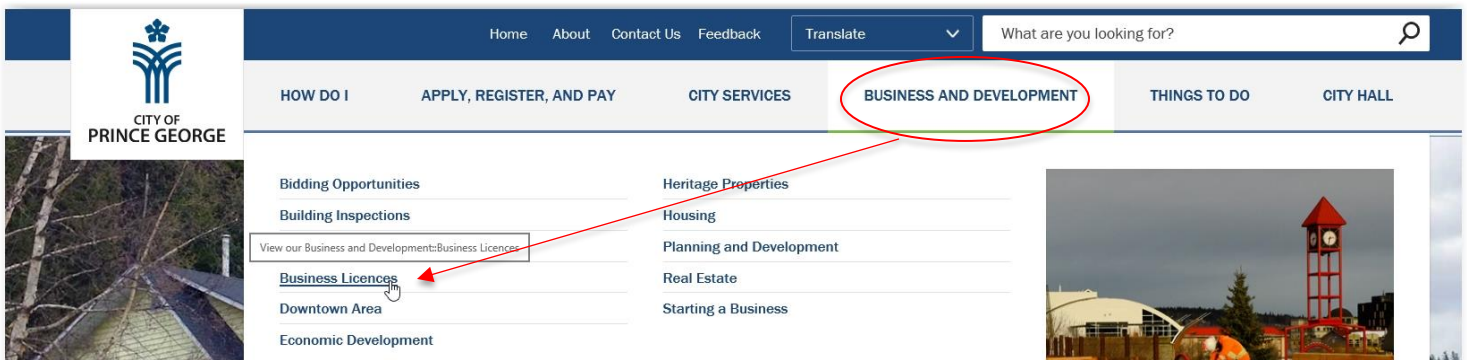 Home About Contact Us Feedback Translate What are you looking for?
CITY OF
PRINCE GEORGE
HOW DO I APPLY, REGISTER, AND PAY CITY SERVICES BUSINESS AND DEVELOPMENT THINGS TO DO CITY HALL
Bidding Opportunities
Building Inspections
View our Business and Development::Business Licences
Business Licences
Downtown Area
Economic Development
Heritage Properties
Housing
Planning and Development
Real Estate
Starting a Business